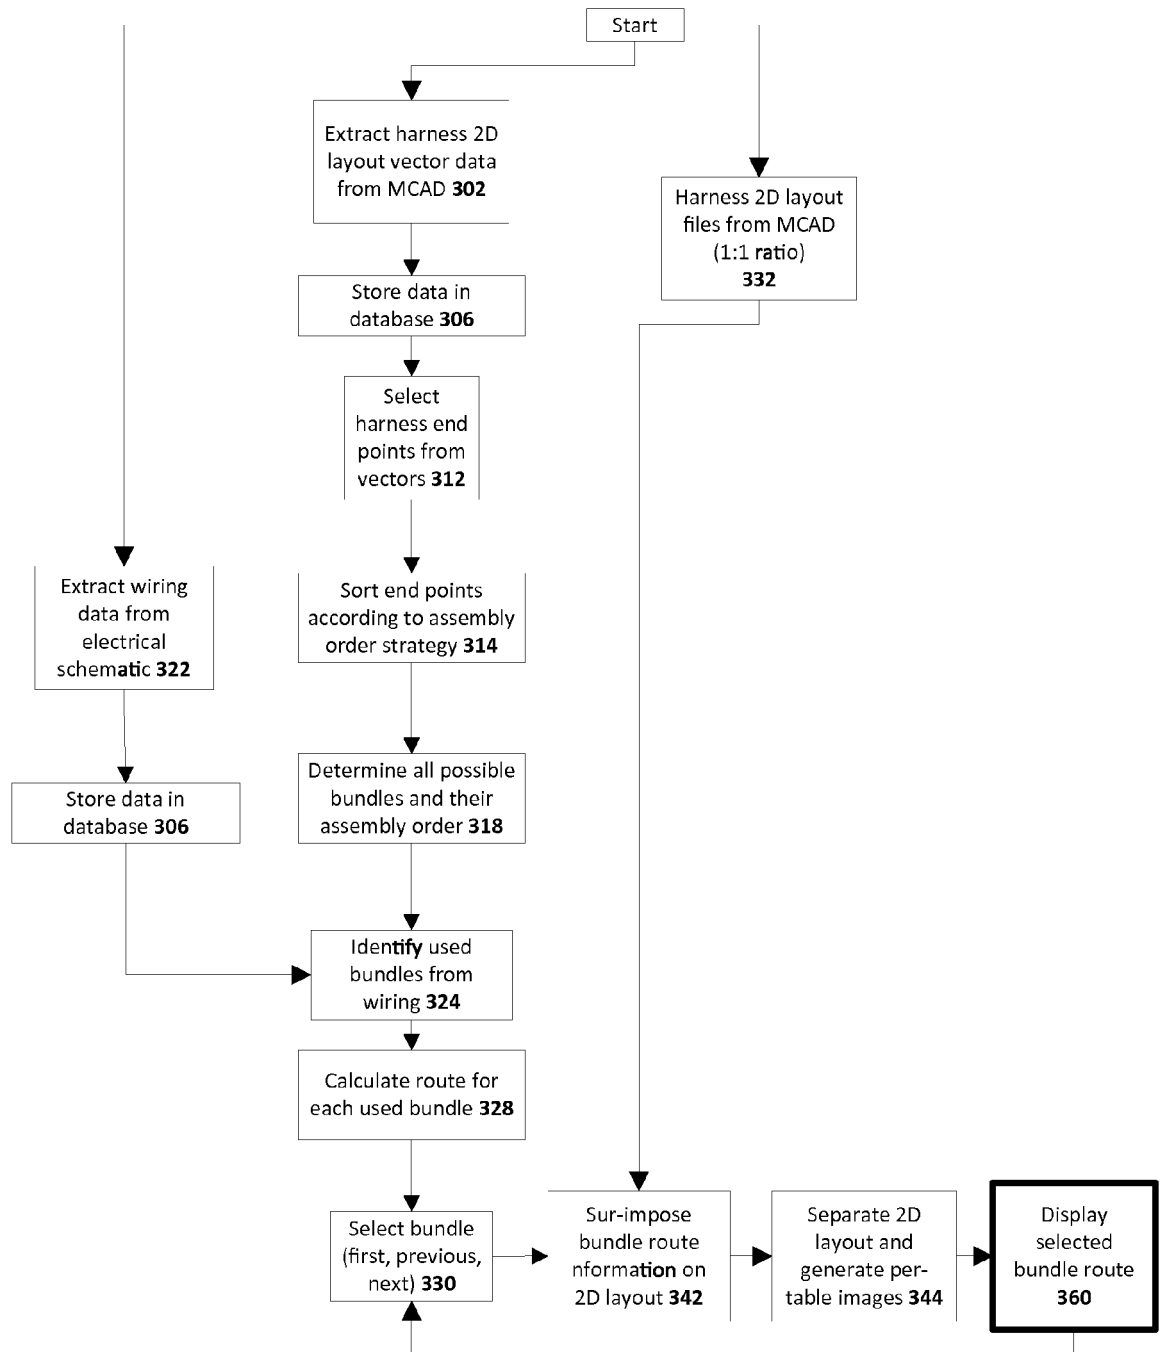 Start
Extract harness 2D
layout vector data
from MCAD 302
Harness 2D layout
files from MCAD
(1:1 ratio)
332
Store data in
database 306
Select
harness end
points from
vectors 312
Extract wiring
data from
electrical
schematic 322
Sort end points
according to assembly
order strategy 314
Store data in
database 306
Determine all possible
bundles and their
assembly order 318
Identify used
bundles from
wiring 324
Calculate route for
each used bundle 328
Select bundle
(first, previous,
next) 330
Sur-impose
bundle route
nformation on
2D layout 342
Separate 2D
layout and
generate per-
table images 344
Display
selected
bundle route
360